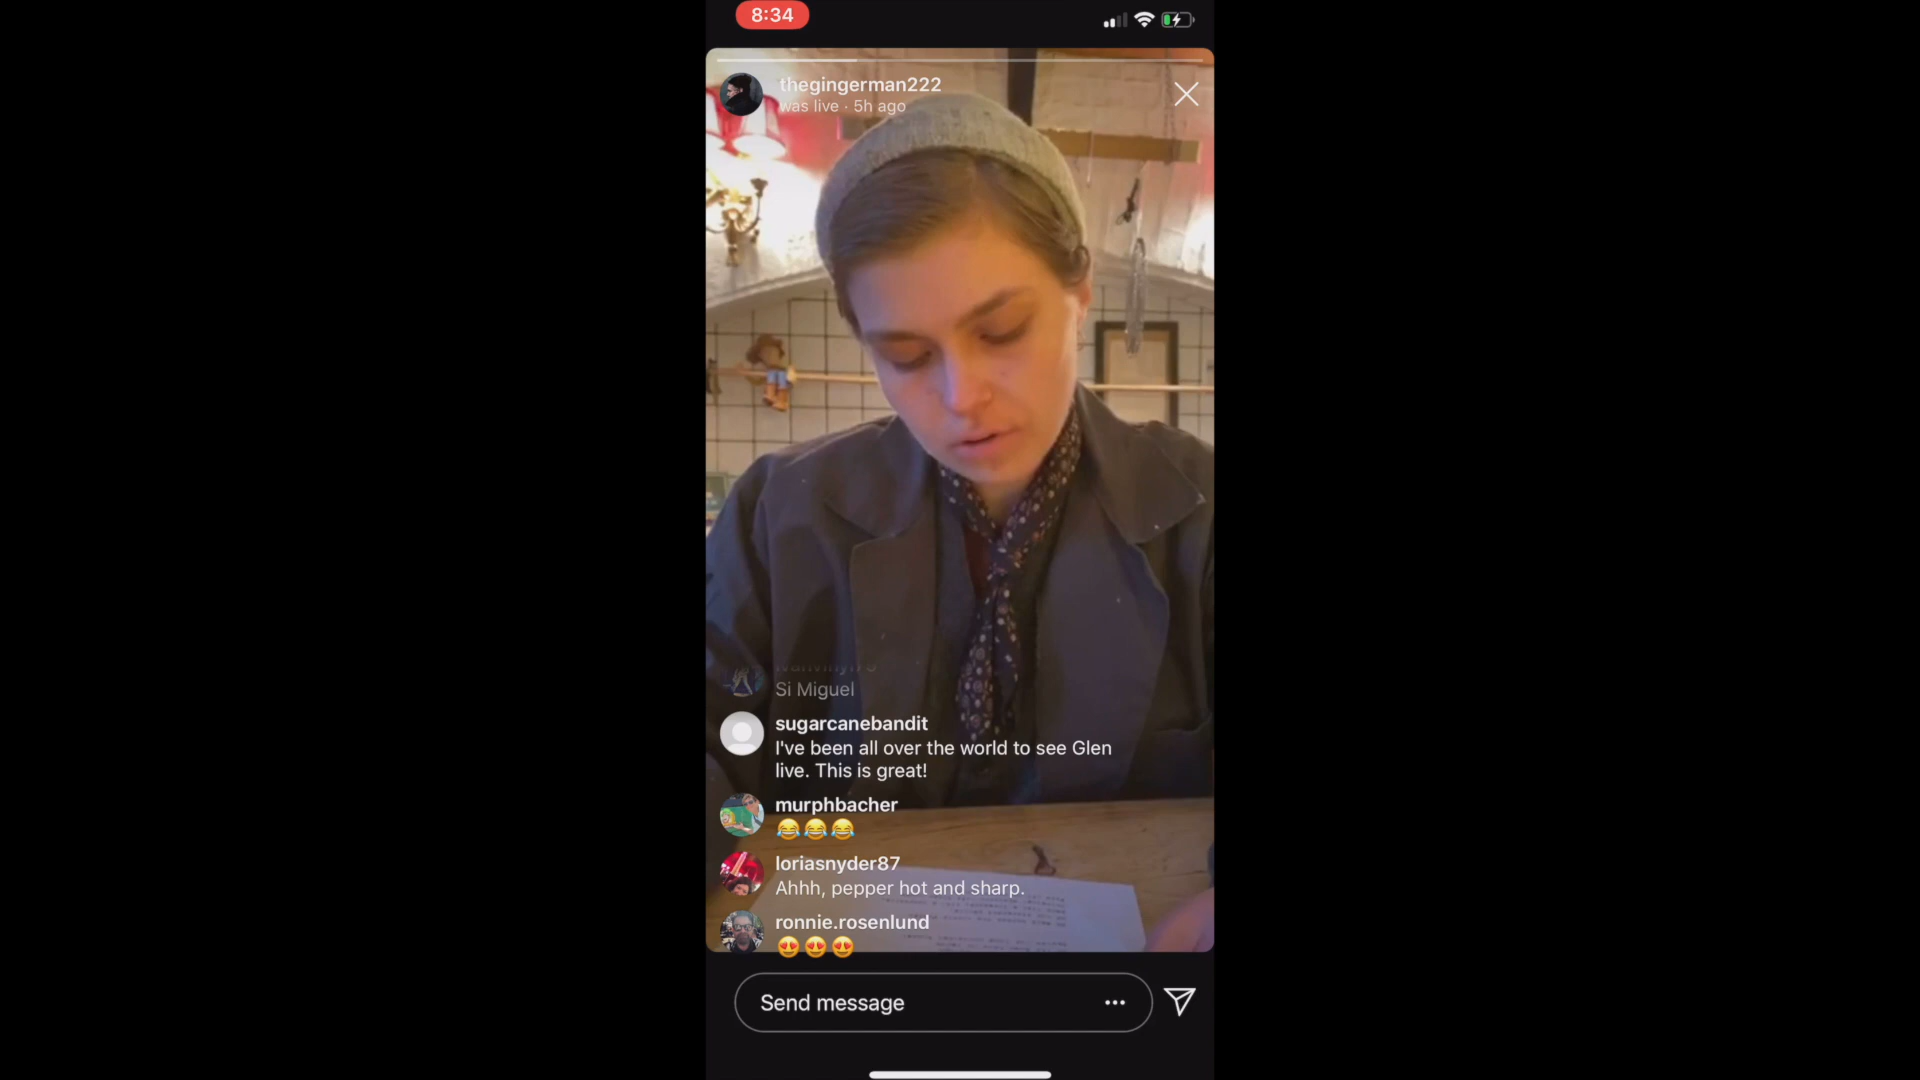 8:34
thegingerman222
was live · 5h ago
Si Miguel
sugarcanebandit
I've been all over the world to see Glen
live. This is great!
murphbacher
😂😂😂
loriasnyder87
Ahhh, pepper hot and sharp.
ronnie.rosenlund
😍😍😍
Send message